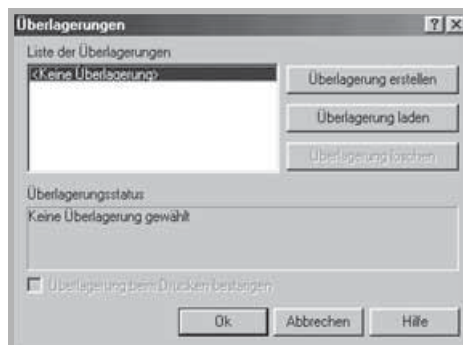 Überlagerungen
Liste der Überlagerungen
<Keine Überlagerung>
Überlagerung erstellen
Überlagerung laden
Überlagerung löschen
Überlagerungsstatus
Keine Überlagerung gewählt
Überlagerung beim Drucken bestätigen
Ok
Abbrechen
Hilfe